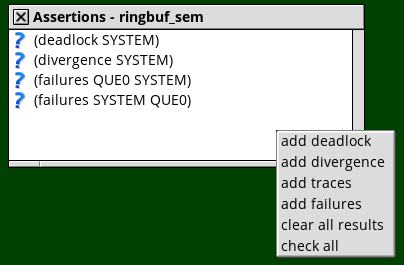 Assertions - ringbuf_sem
? (deadlock SYSTEM)
? (divergence SYSTEM)
? (failures QUE0 SYSTEM)
? (failures SYSTEM QUE0)
add deadlock
add divergence
add traces
add failures
clear all results
check all